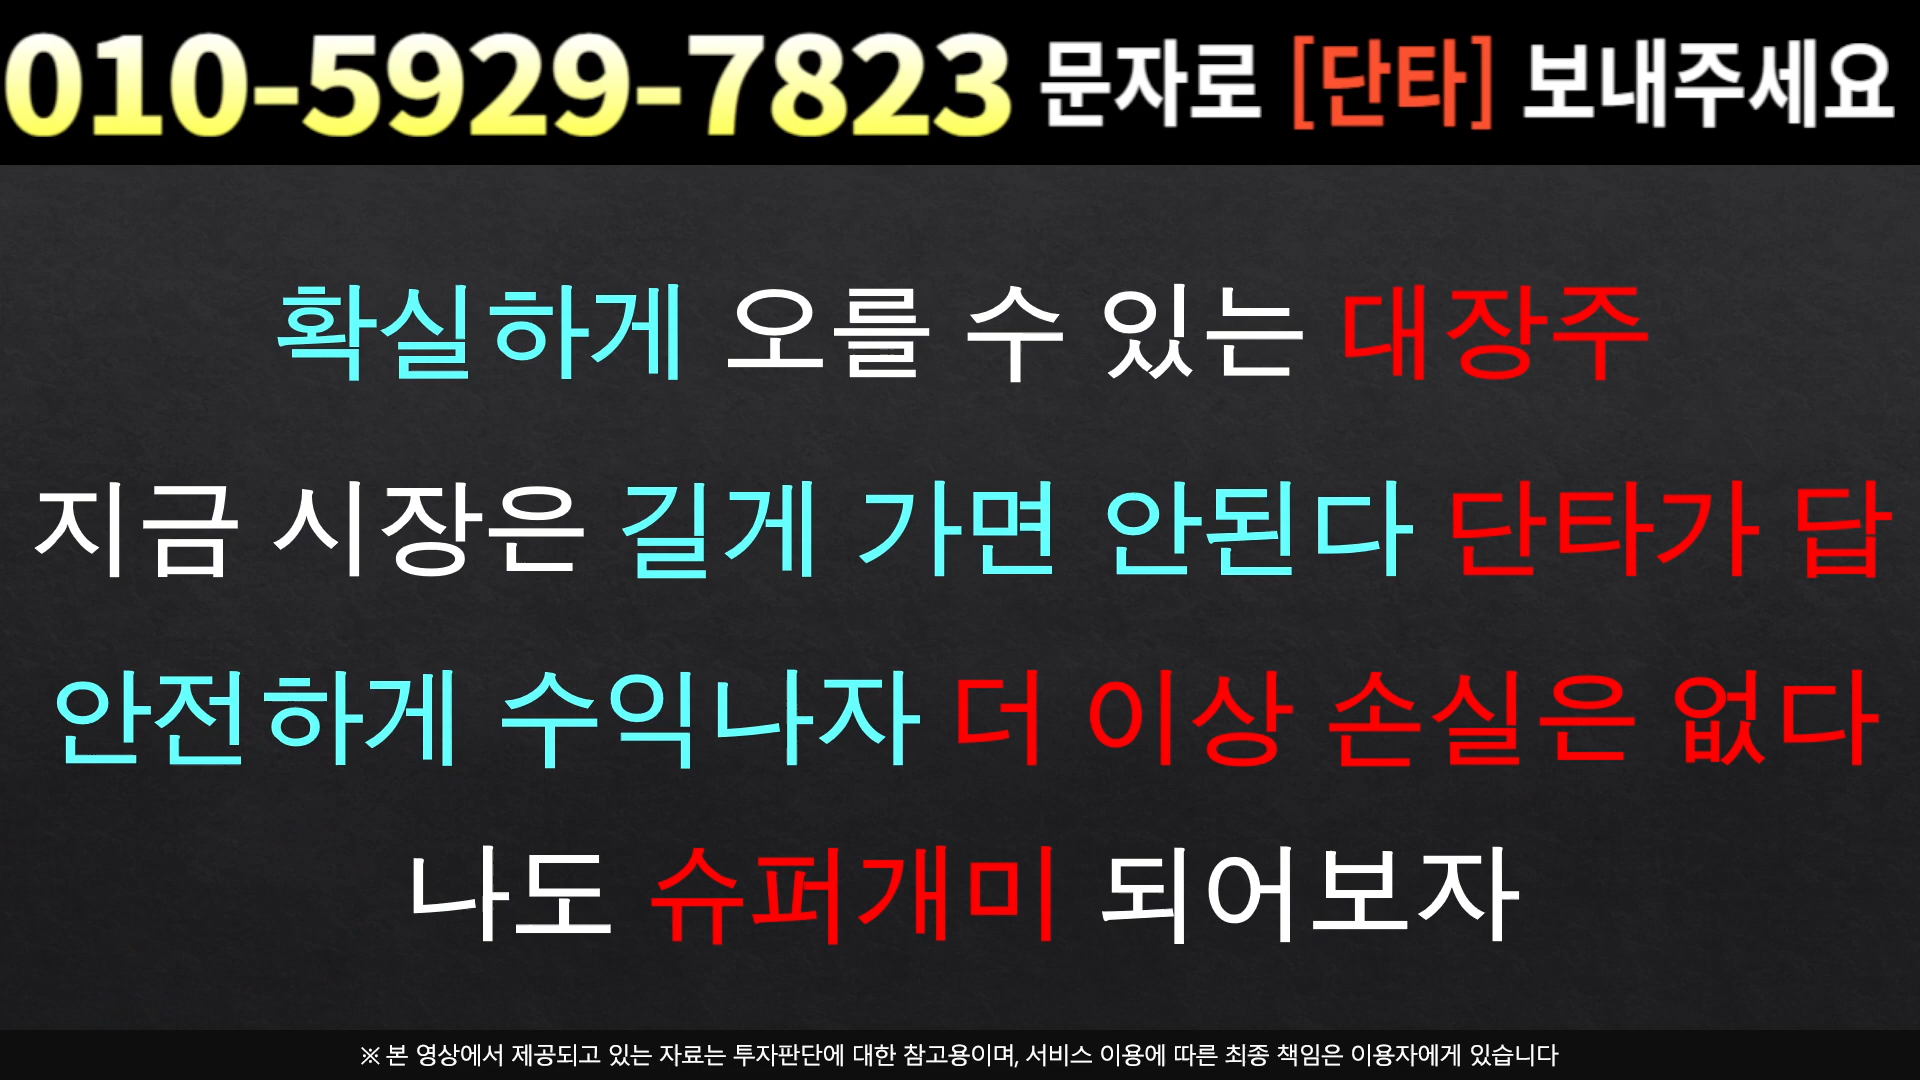 010-5929-7823 문자로 [단타] 보내주세요
확실하게 오를 수 있는 대장주
지금 시장은 길게 가면 안된다 단타가 답
안전하게 수익나자 더 이상 손실은 없다
나도 슈퍼개미 되어보자
※ 본 영상에서 제공되고 있는 자료는 투자판단에 대한 참고용이며, 서비스 이용에 따른 최종 책임은 이용자에게 있습니다